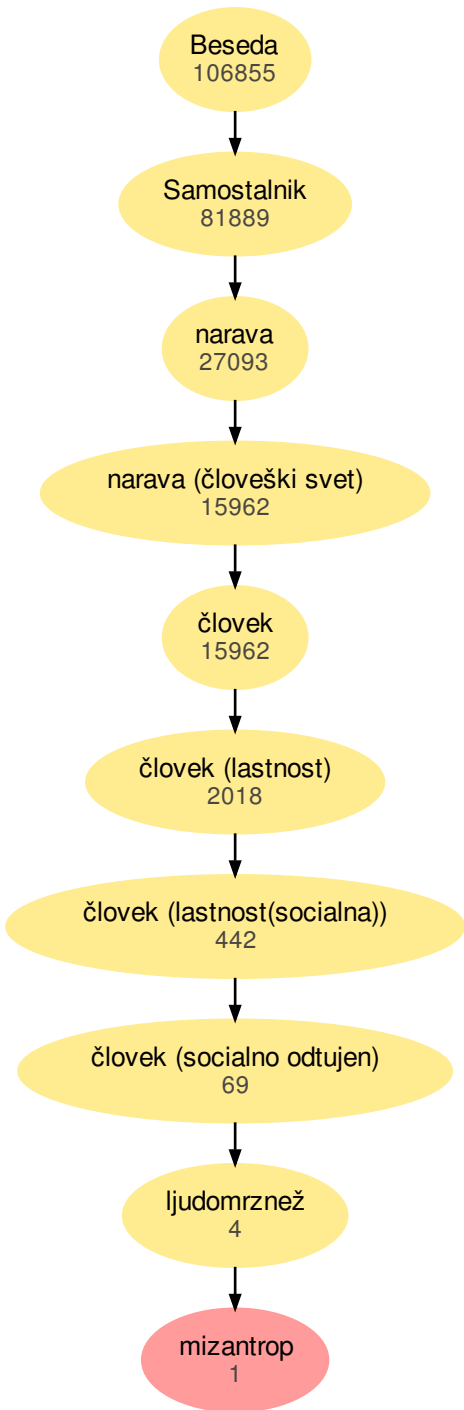 Beseda
106855
Samostalnik
81889
narava
27093
narava (človeški svet)
15962
človek
15962
človek (lastnost)
2018
človek (lastnost(socialna))
442
človek (socialno odtujen)
69
ljudomrznež
4
mizantrop
1